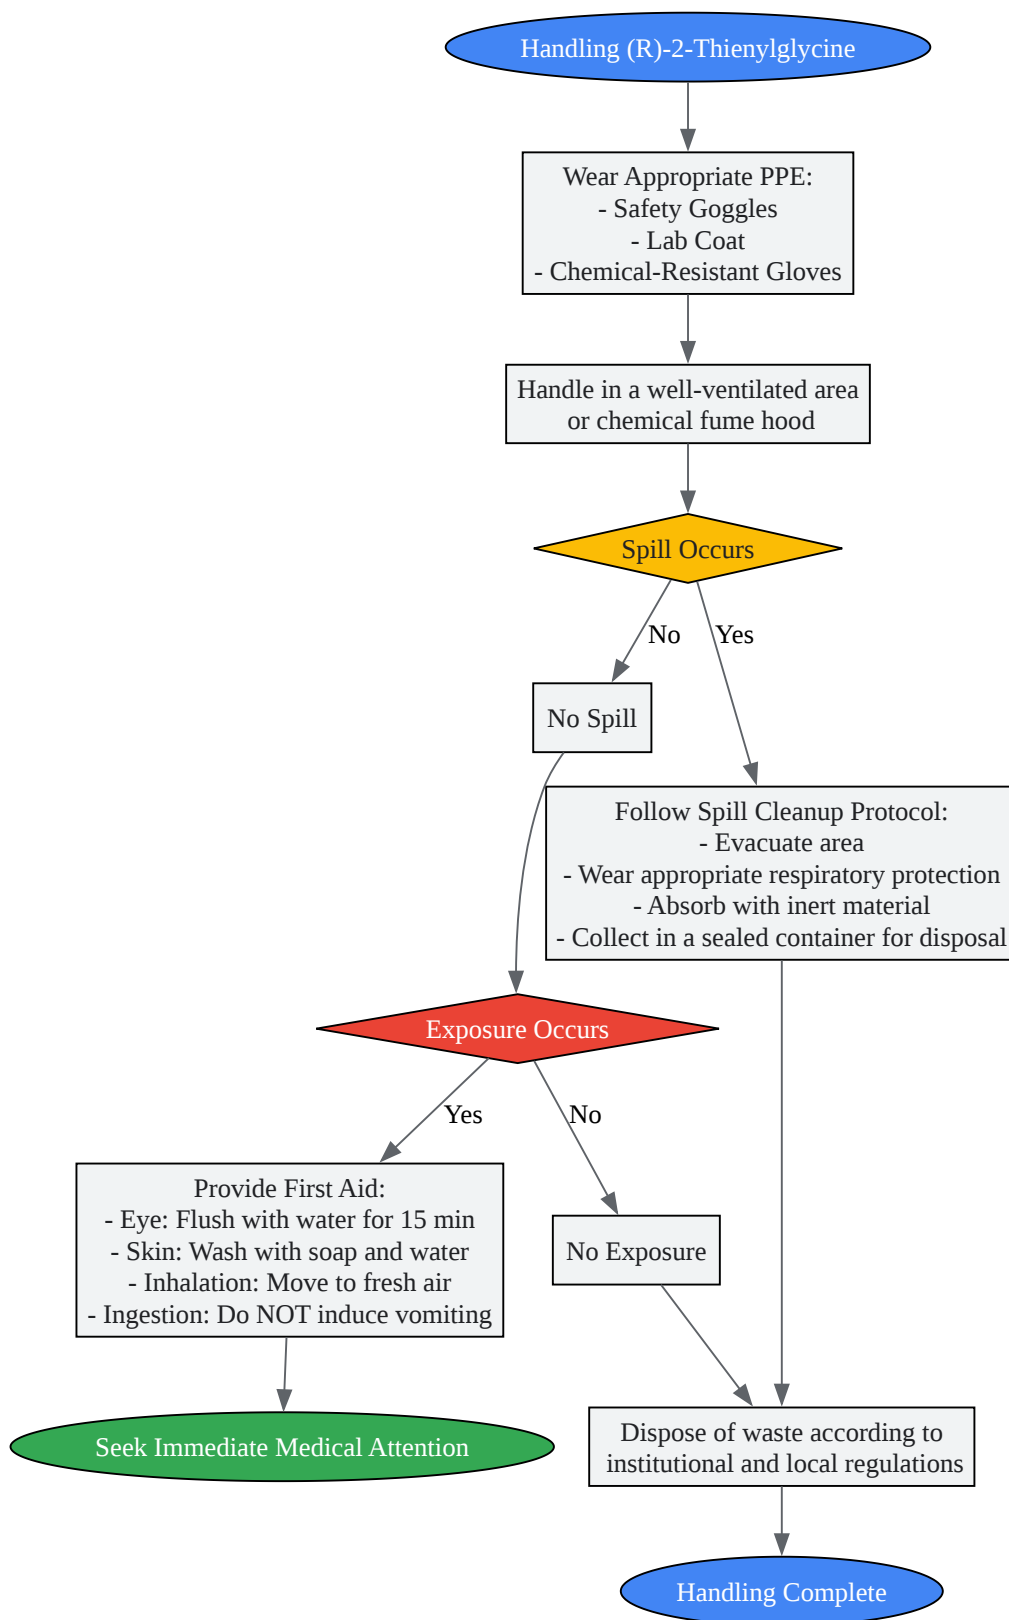 Handling (R)-2-Thienylglycine
Wear Appropriate PPE:
- Safety Goggles
- Lab Coat
- Chemical-Resistant Gloves
Handle in a well-ventilated area
or chemical fume hood
Spill Occurs
No
Yes
No Spill
Follow Spill Cleanup Protocol:
- Evacuate area
- Wear appropriate respiratory protection
- Absorb with inert material
- Collect in a sealed container for disposal
Exposure Occurs
Yes
No
Provide First Aid:
- Eye: Flush with water for 15 min
- Skin: Wash with soap and water
- Inhalation: Move to fresh air
- Ingestion: Do NOT induce vomiting
No Exposure
Seek Immediate Medical Attention
Dispose of waste according to
institutional and local regulations
Handling Complete